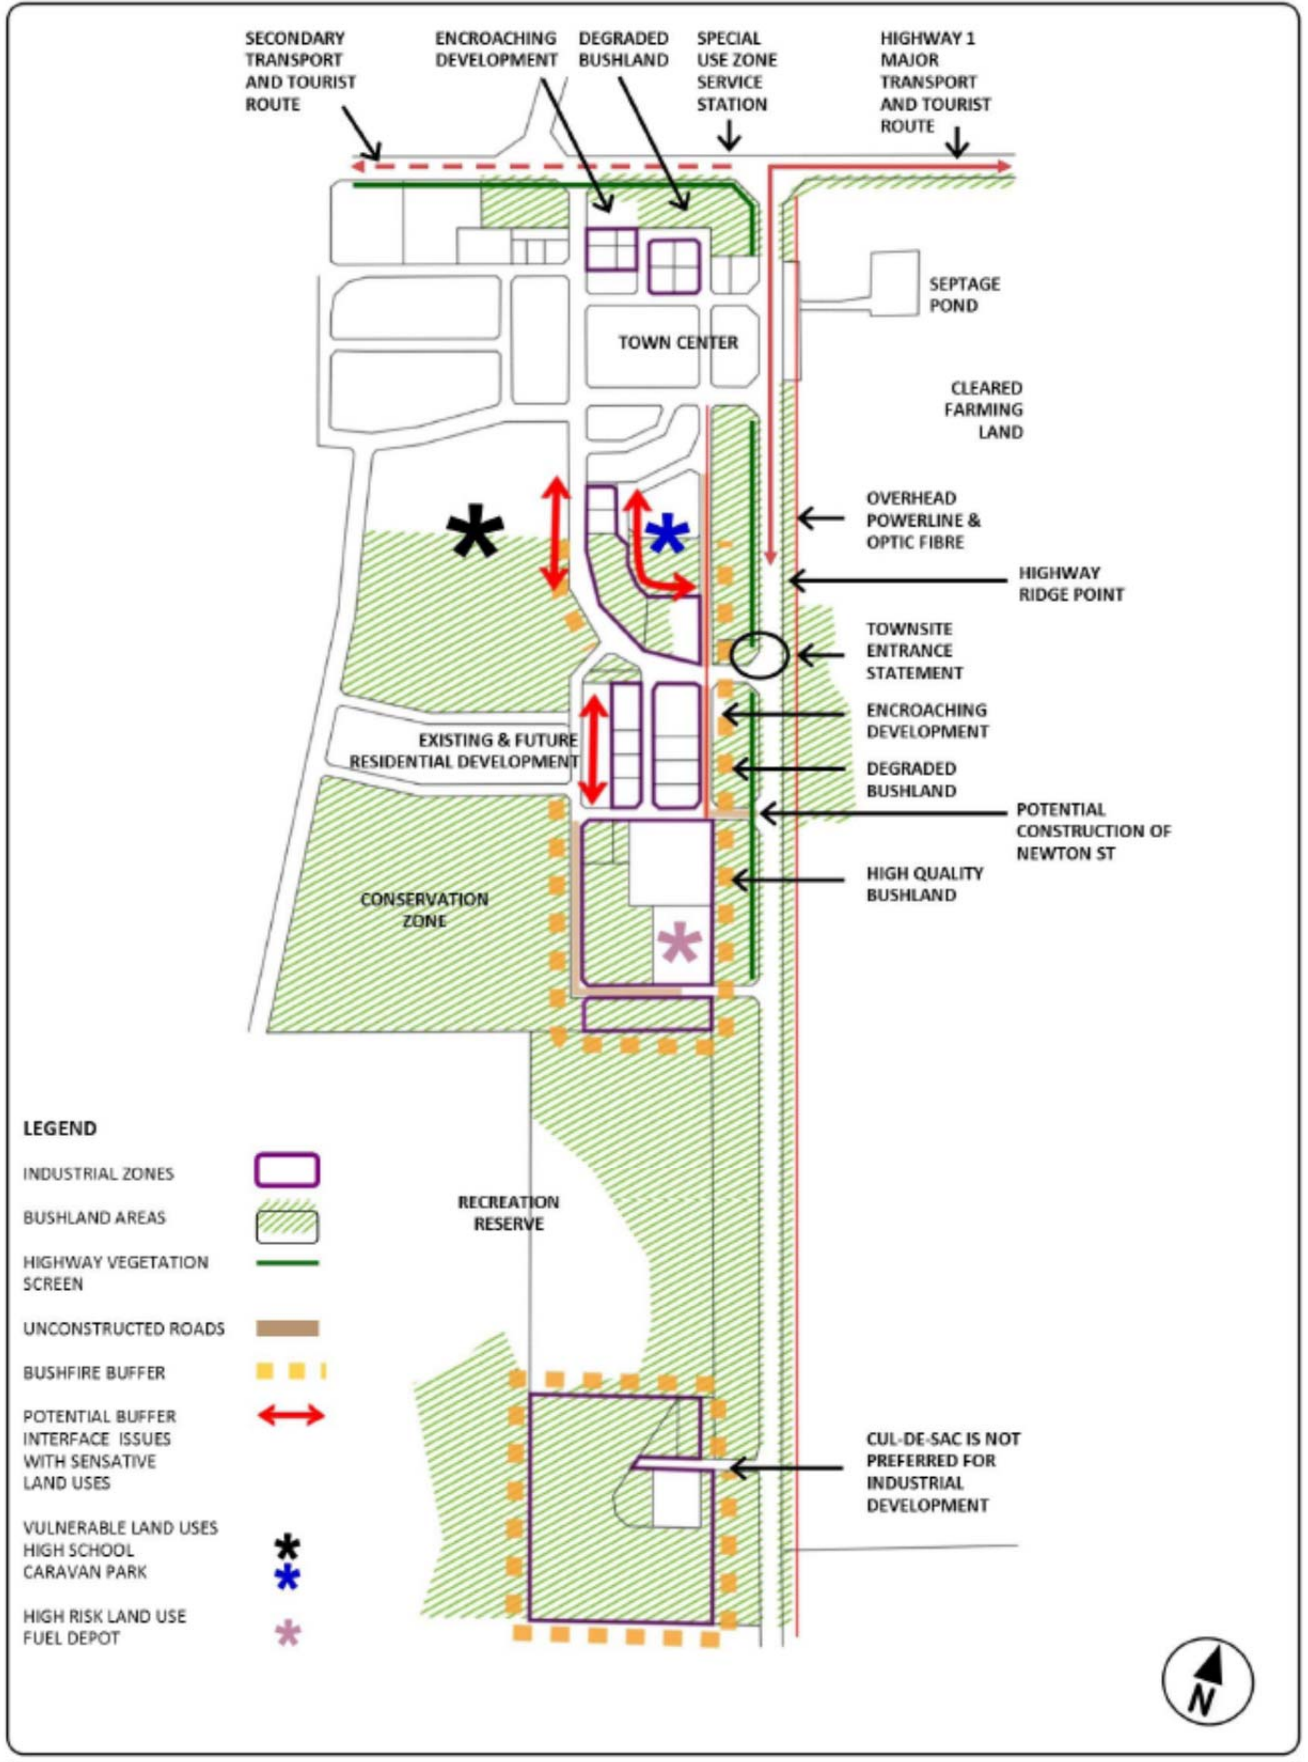 SECONDARY
TRANSPORT
AND TOURIST
ROUTE
ENCROACHING
DEVELOPMENT
DEGRADED
BUSHLAND
SPECIAL
USE ZONE
SERVICE
STATION
HIGHWAY 1
MAJOR
TRANSPORT
AND TOURIST
ROUTE
SEPTAGE
POND
TOWN CENTER
CLEARED
FARMING
LAND
OVERHEAD
POWERLINE &
OPTIC FIBRE
HIGHWAY
RIDGE POINT
TOWNSITE
ENTRANCE
STATEMENT
ENCROACHING
DEVELOPMENT
EXISTING & FUTURE
RESIDENTIAL DEVELOPMENT
DEGRADED
BUSHLAND
POTENTIAL
CONSTRUCTION OF
NEWTON ST
HIGH QUALITY
BUSHLAND
CONSERVATION
ZONE
RECREATION
RESERVE
CUL-DE-SAC IS NOT
PREFERRED FOR
INDUSTRIAL
DEVELOPMENT
LEGEND
INDUSTRIAL ZONES
BUSHLAND AREAS
HIGHWAY VEGETATION
SCREEN
UNCONSTRUCTED ROADS
BUSHFIRE BUFFER
POTENTIAL BUFFER
INTERFACE ISSUES
WITH SENSATIVE
LAND USES
VULNERABLE LAND USES
HIGH SCHOOL
CARAVAN PARK
HIGH RISK LAND USE
FUEL DEPOT
N